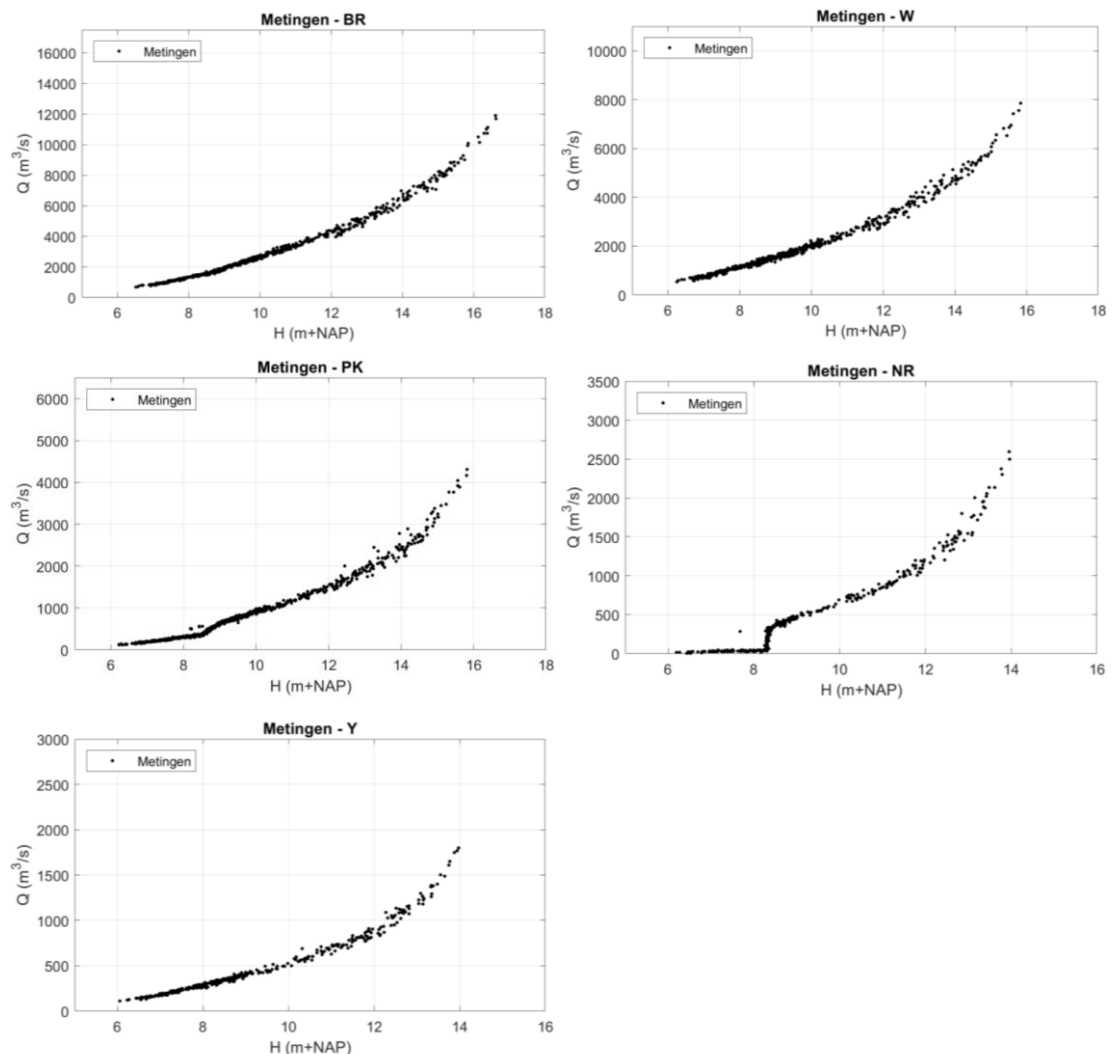 Metingen - BR
Metingen
16000
14000
12000
10000
8000
6000
4000
2000
0
Q (m³/s)
6 8 10 12 14 16 18
H (m+NAP)
Metingen - W
Metingen
10000
8000
6000
4000
2000
0
Q (m³/s)
6 8 10 12 14 16 18
H (m+NAP)
Metingen - PK
Metingen
6000
5000
4000
3000
2000
1000
0
Q (m³/s)
6 8 10 12 14 16 18
H (m+NAP)
Metingen - NR
Metingen
3500
3000
2500
2000
1500
1000
500
0
Q (m³/s)
6 8 10 12 14 16
H (m+NAP)
Metingen - Y
Metingen
3000
2500
2000
1500
1000
500
0
Q (m³/s)
6 8 10 12 14 16
H (m+NAP)